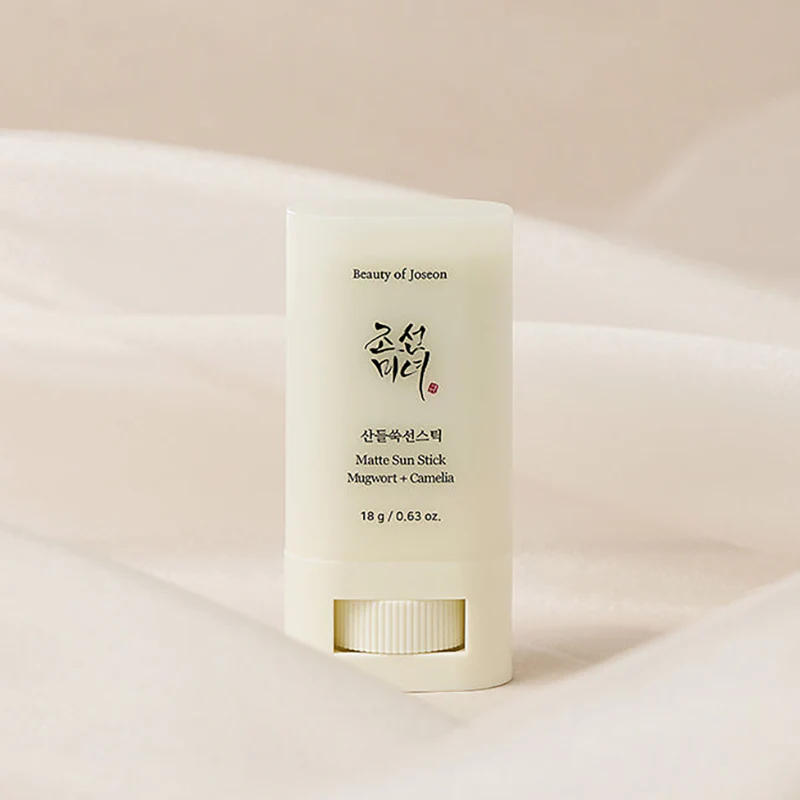 Beauty of Joseon
조선
미녀
산들쑥선스틱
Matte Sun Stick
Mugwort + Camelia
18 g / 0.63 oz.